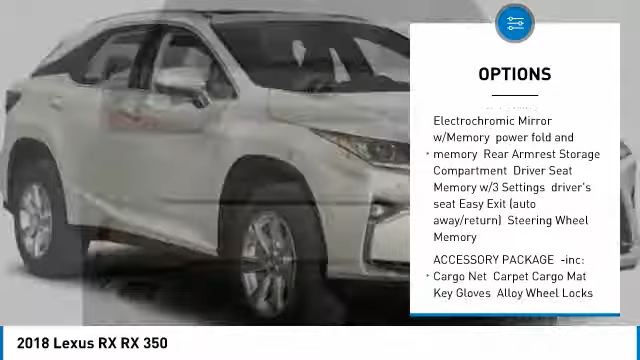 OPTIONS
Electrochromic Mirror
w/Memory power fold and
• memory Rear Armrest Storage
Compartment Driver Seat
Memory w/3 Settings driver's
seat Easy Exit (auto
away/return) Steering Wheel
Memory
ACCESSORY PACKAGE -inc:
• Cargo Net Carpet Cargo Mat
Key Gloves Alloy Wheel Locks
2018 Lexus RX RX 350